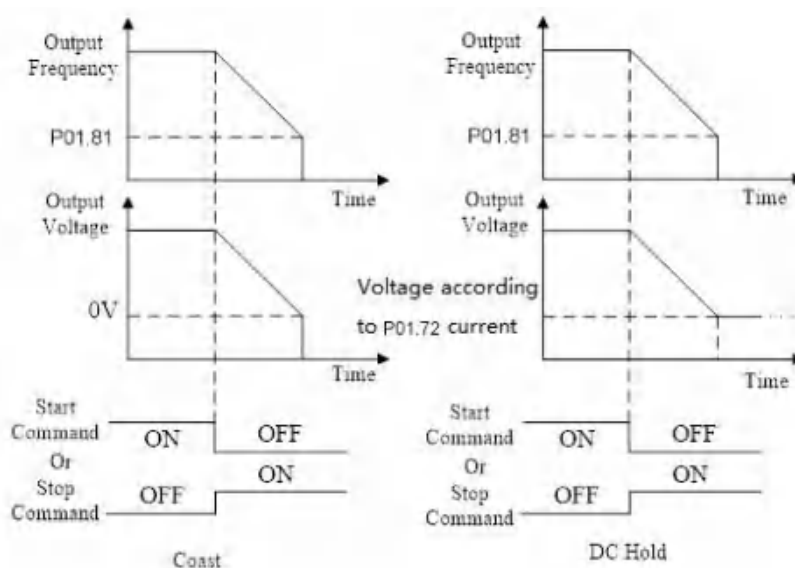 Output
Frequency
P01.81
Time
Output
Voltage
0V
Time
Start
Command
ON
OFF
Or
Stop
Command
OFF
ON
Coast
Output
Frequency
P01.81
Time
Output
Voltage
Voltage according
to P01.72 current
Time
Start
Command
ON
OFF
Or
Stop
Command
OFF
ON
DC Hold